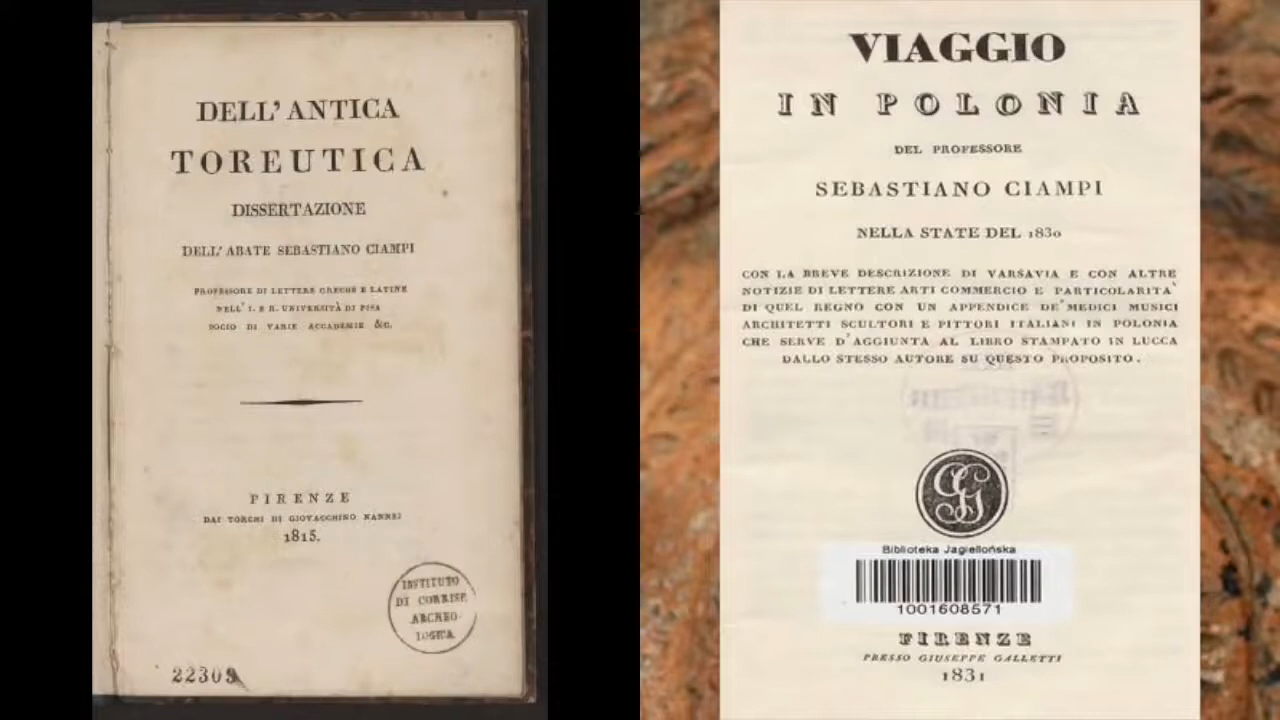 DELL' ANTICA
TOREUTICA
DISSERTAZIONE
DELL' ABATE SEBASTIANO CIAMPI
PROFESSORE DI LETTERE GRECHE E LATINE
NELL' I. E R. UNIVERSITÀ DI PISA
SOCIO DI VARIE ACCADEMIE &C.
PIRENZE
DAI TORCHI DI GIOVACCHINO
1815.
INSTITUTO
DI CORRISP.
ARCHEO-
LOGICA
22309
VIAGGIO
IN POLONIA
DEL PROFESSORE
SEBASTIANO CIAMPI
NELLA STATE DEL 1830
CON LA BREVE DESCRIZIONE DI VARSAVIA E CON ALTRE
NOTIZIE DI LETTERE ARTI COMMERCIO E PARTICOLARITA'
DI QUEL REGNO CON UN APPENDICE DE' MEDICI MUSICI
ARCHITETTI SCULTORI E PITTORI ITALIANI IN POLONIA
CHE SERVE D'AGGIUNTA AL LIBRO STAMPATO IN LUCCA
DALLO STESSO AUTORE SU QUESTO PROPOSITO.
GG
Biblioteka Jagiellońska
1001608571
FIRENZE
PRESSO GIUSEPPE GALLETTI
1831